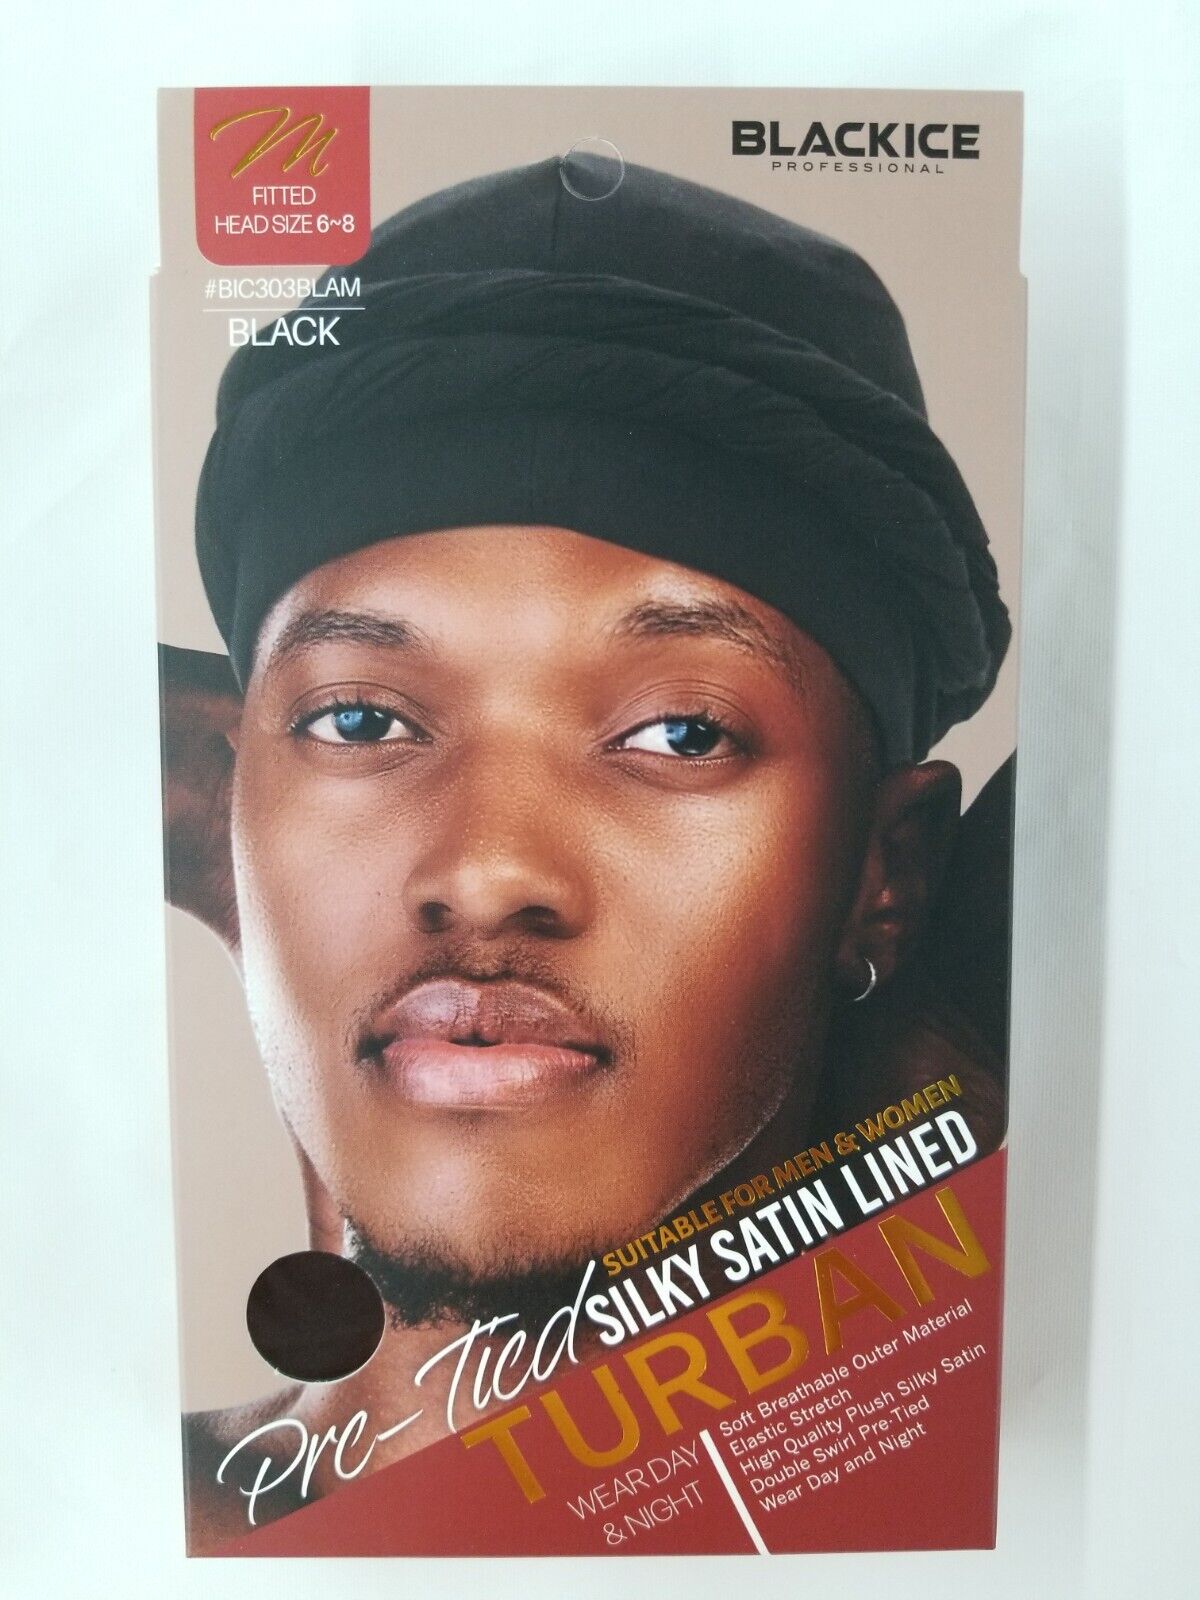 M
FITTED
HEAD SIZE 6~8
#BIC303BLAM
BLACK
BLACKICE
PROFESSIONAL
SUITABLE FOR MEN & WOMEN
Pre-Tied SILKY SATIN LINED
TURBAN
WEAR DAY
& NIGHT
Soft Breathable Outer Material
Elastic Stretch
High Quality Plush Silky Satin
Double Swirl Pre-Tied
Wear Day and Night